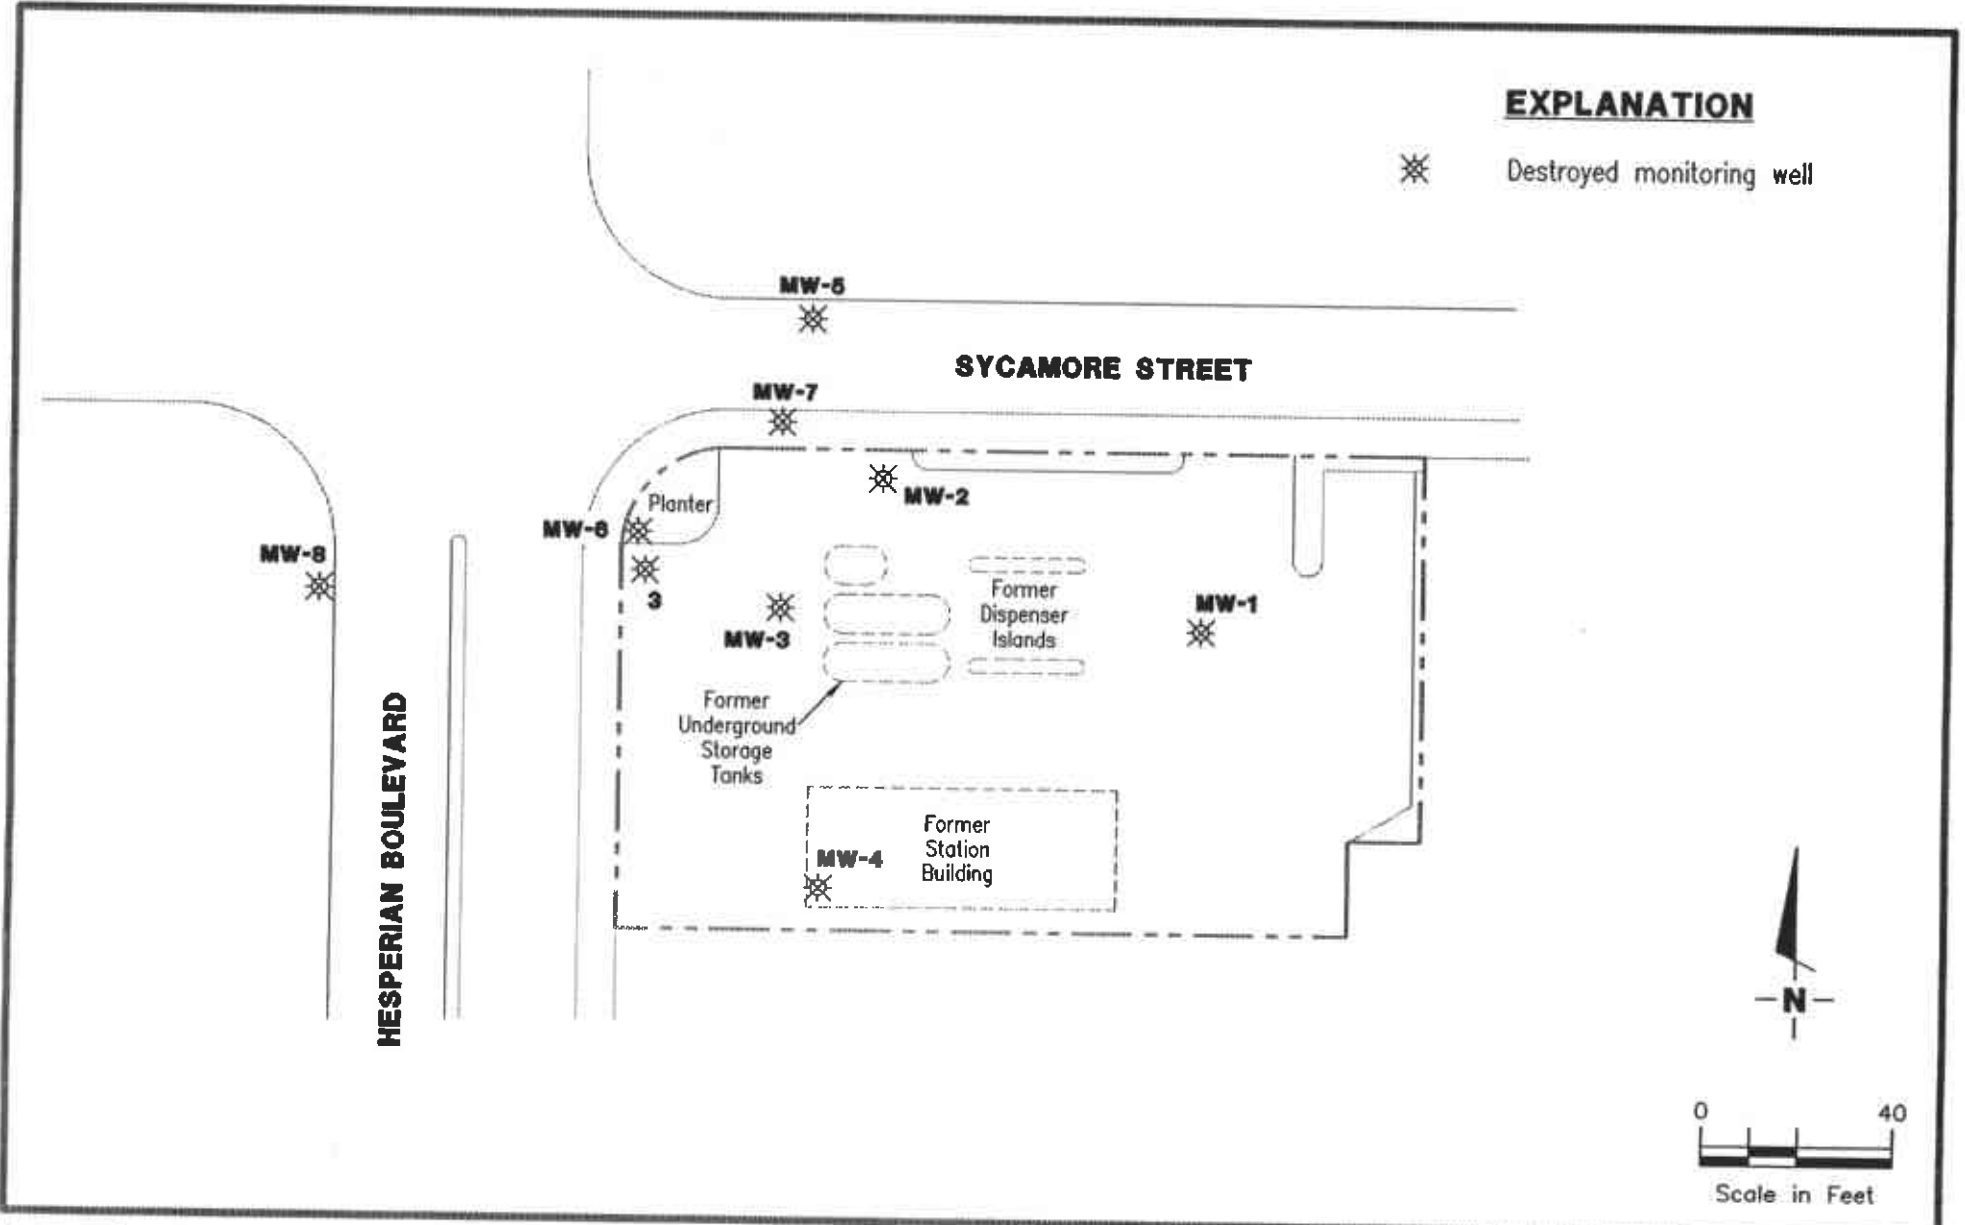 EXPLANATION
Destroyed monitoring well
MW-5
SYCAMORE STREET
MW-7
MW-2
Planter
MW-6
MW-8
3
MW-3
Former
Dispenser
Islands
MW-1
Former
Underground
Storage
Tanks
HESPERIAN BOULEVARD
Former
Station
Building
MW-4
N
0 40
Scale in Feet